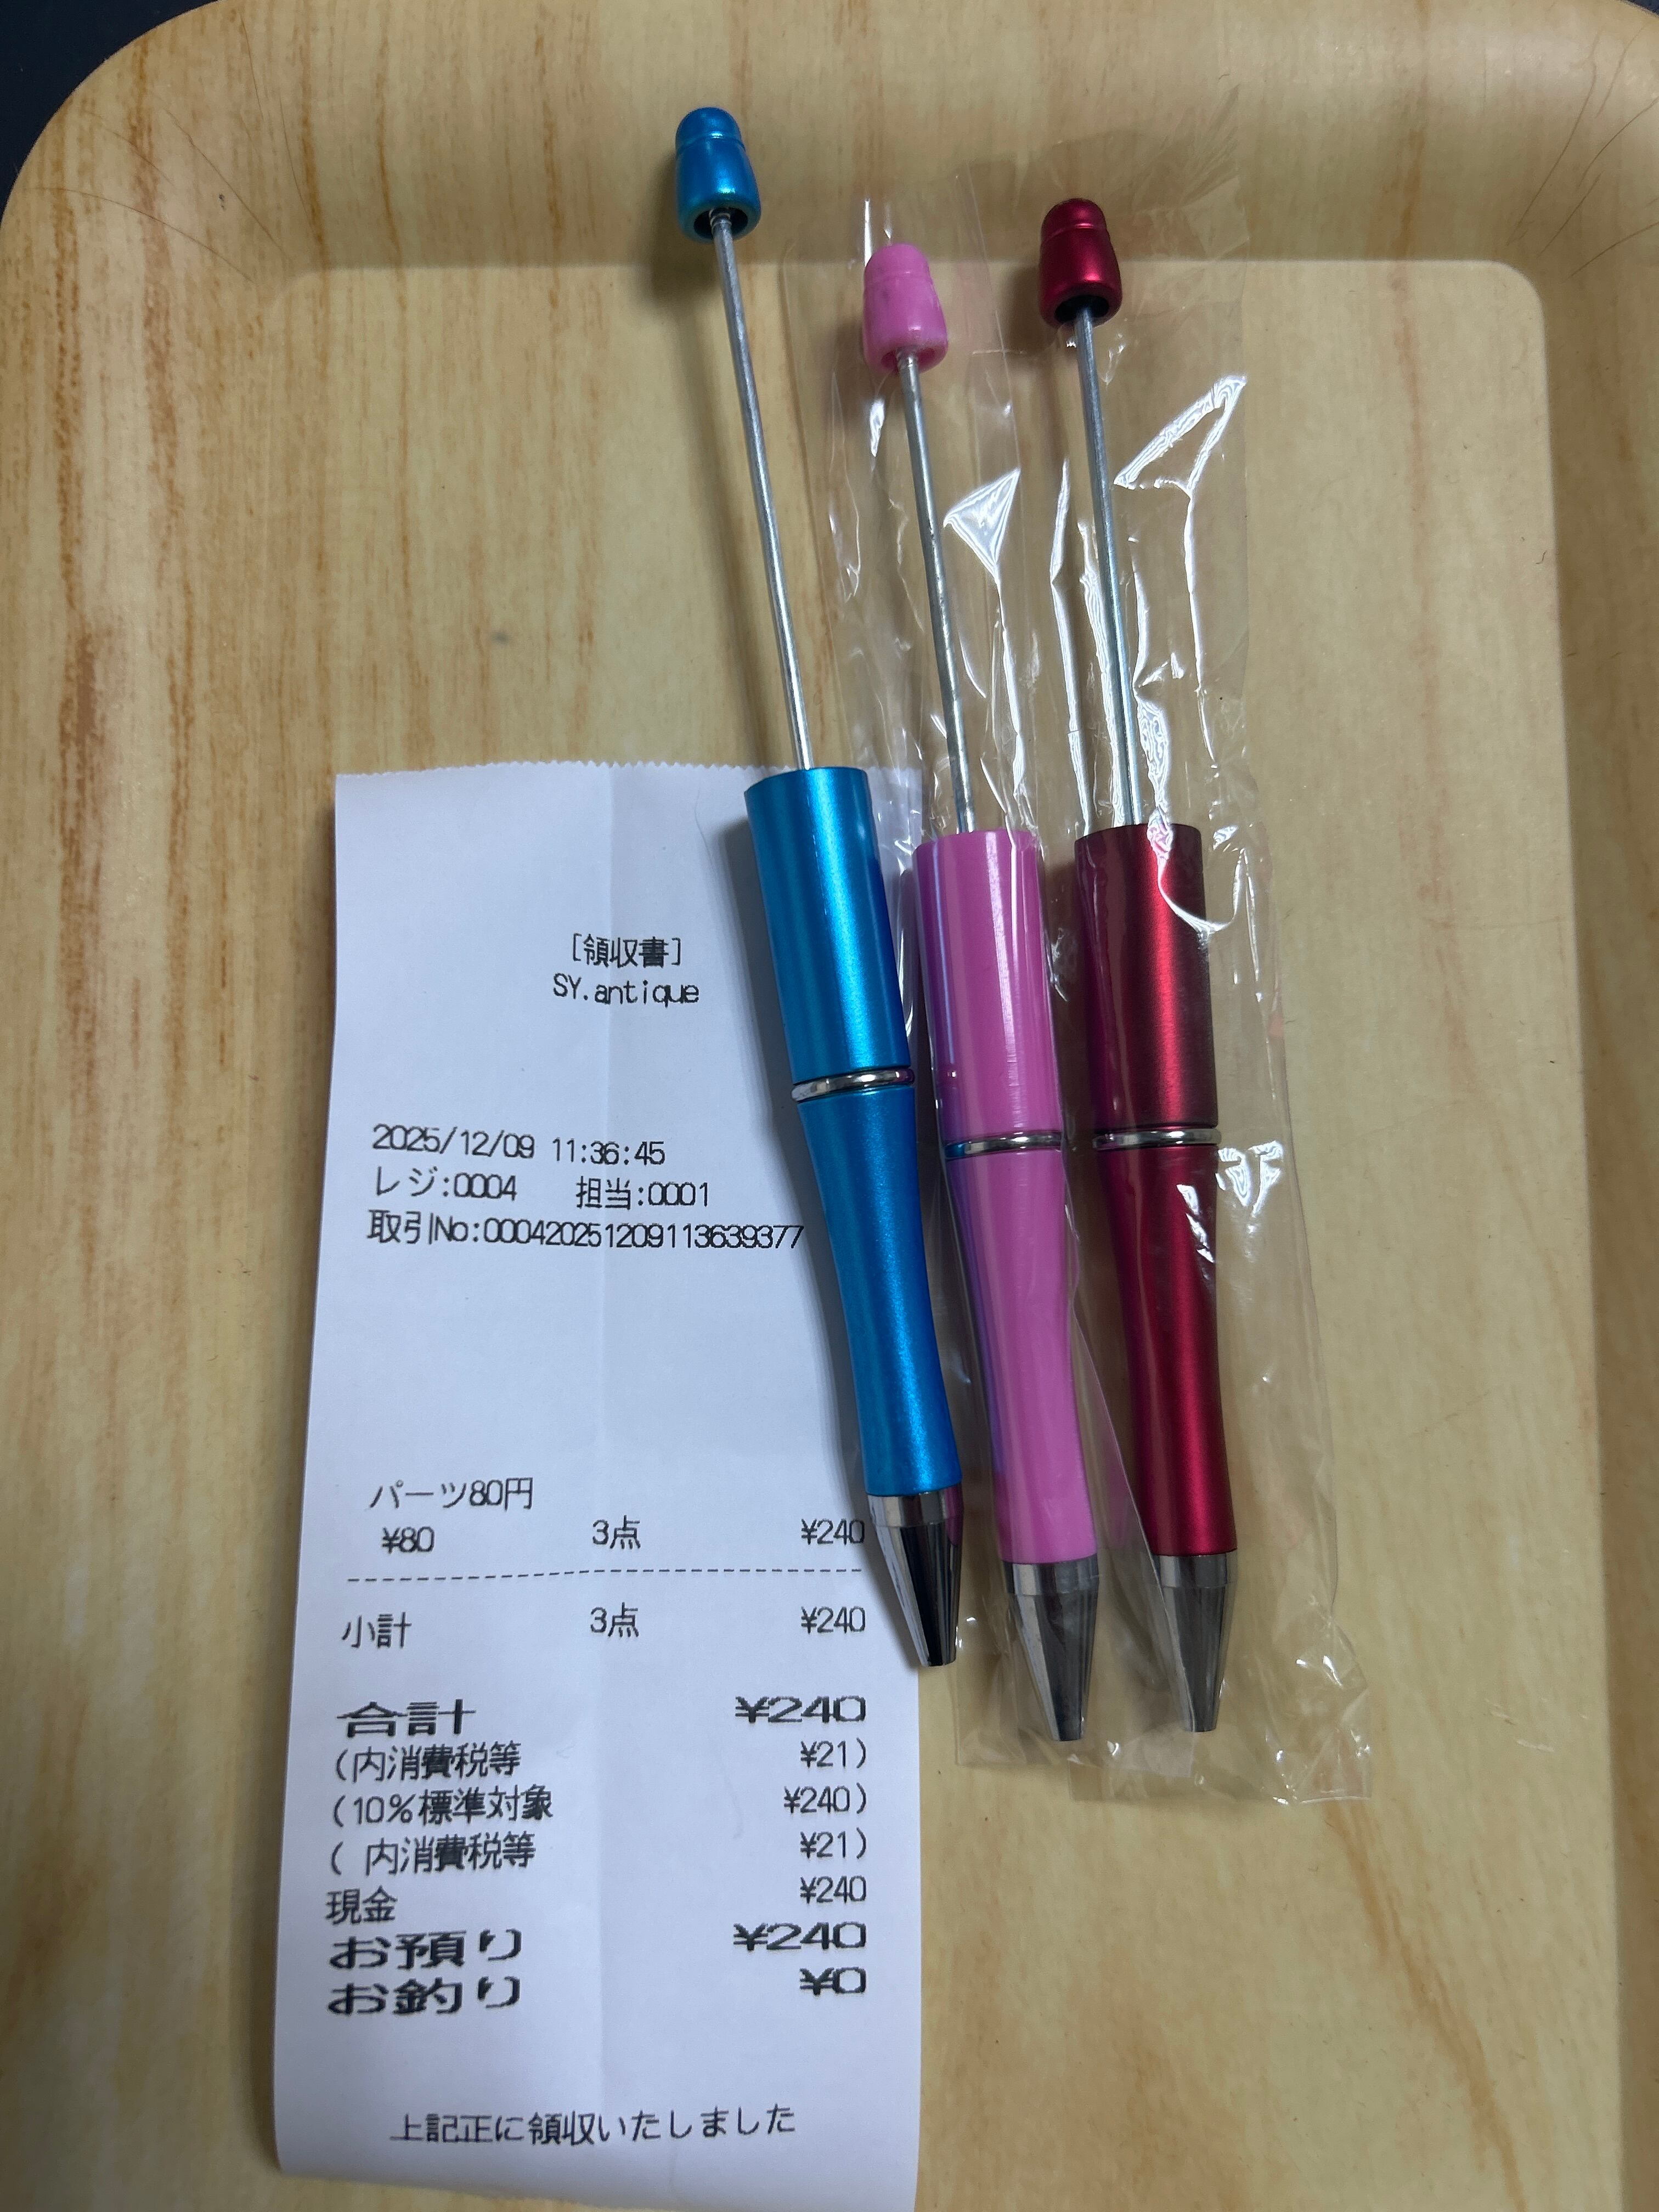 [領収書]
SY.antique
2025/12/09 11:36:45
レジ:0004 担当:0001
取引No:000420251209113639377
パーツ80円
¥80 3点 ¥240
小計 3点 ¥240
合計 ¥240
(内消費税等 ¥21)
(10%標準対象 ¥240)
( 内消費税等 ¥21)
現金 ¥240
お預り ¥240
お釣り ¥0
上記正に領収いたしました